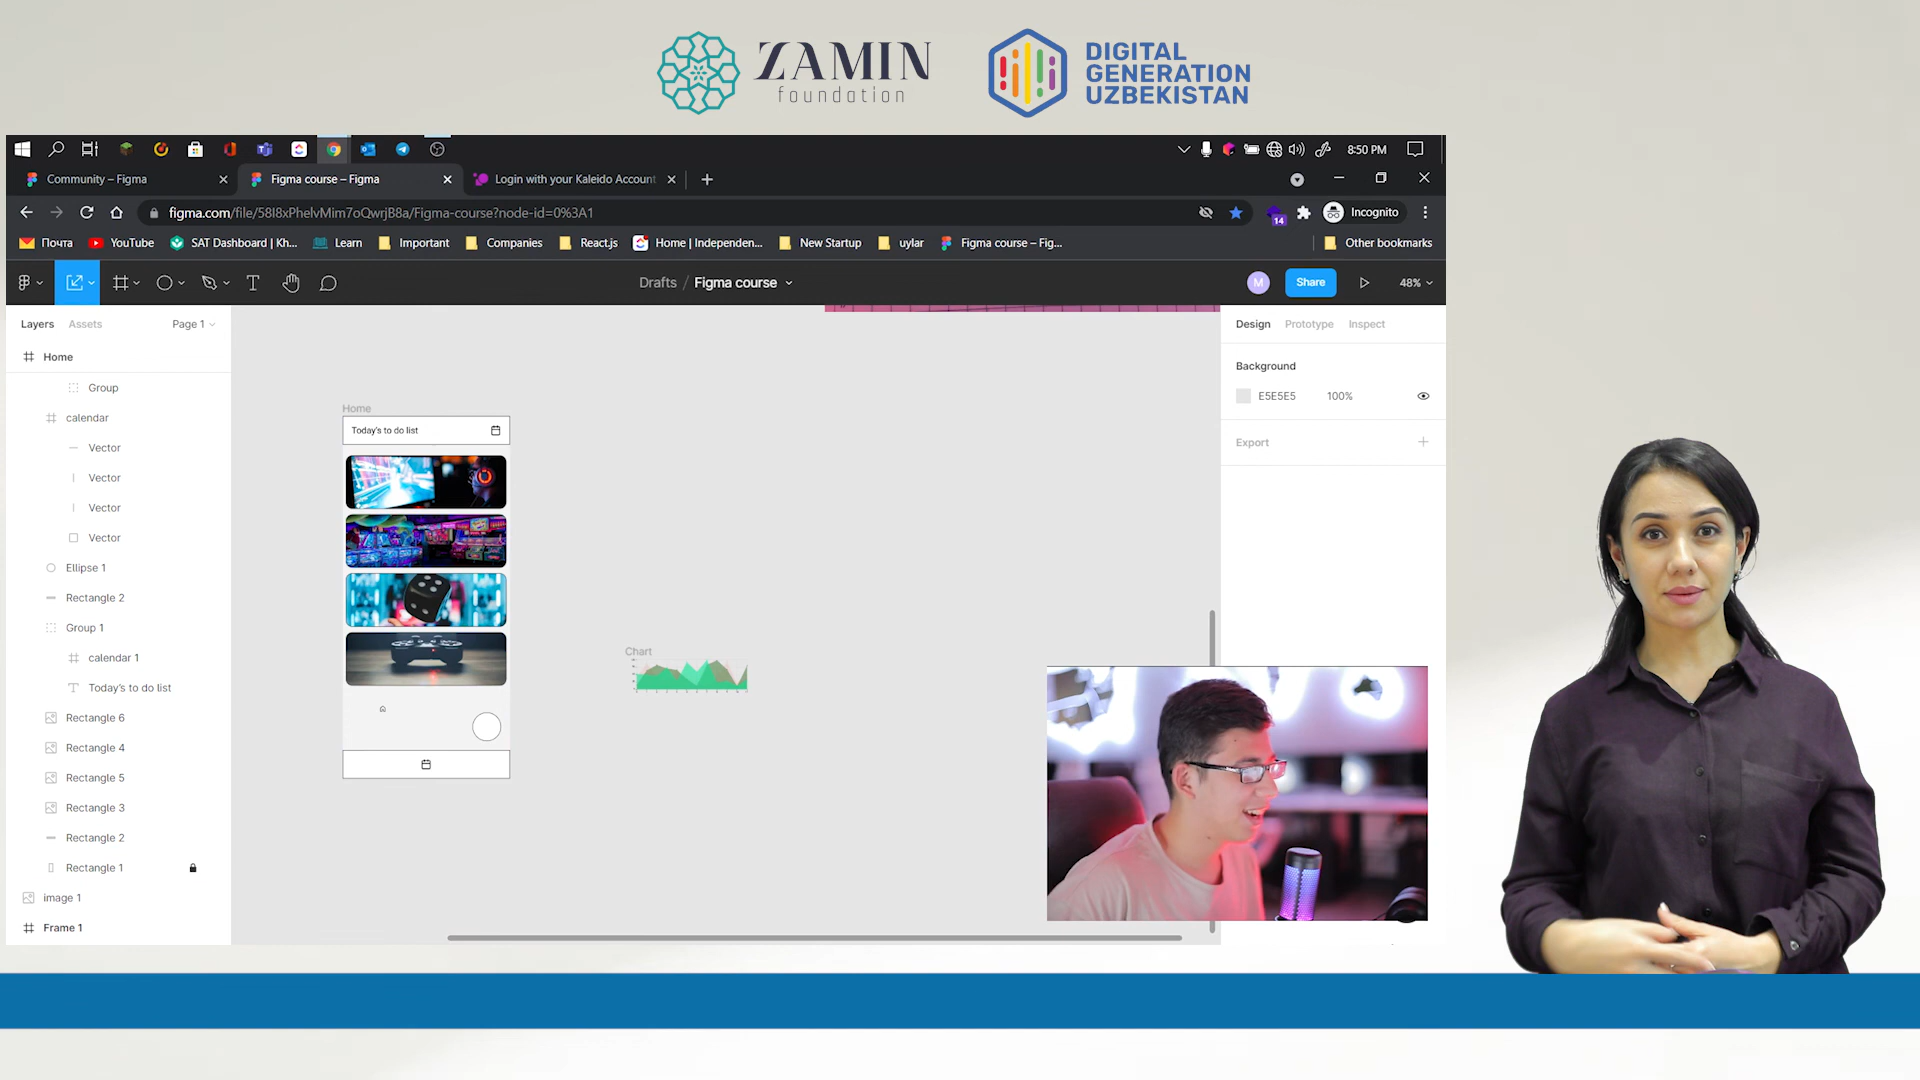 ZAMIN
foundation
DIGITAL
GENERATION
UZBEKISTAN
8:50 PM
Community – Figma
Figma course – Figma
Login with your Kaleido Account
figma.com/file/58I8xPhelvMim7oQwrjB8a/Figma-course?node-id=0%3A1
14
Incognito
Почта
YouTube
SAT Dashboard | Kh...
Learn
Important
Companies
React.js
Home | Independen...
New Startup
uylar
Figma course – Fig...
Other bookmarks
Drafts / Figma course
M
Share
48%
Layers
Assets
Page 1
Home
Group
calendar
Vector
Vector
Vector
Vector
Ellipse 1
Rectangle 2
Group 1
calendar 1
Today's to do list
Rectangle 6
Rectangle 4
Rectangle 5
Rectangle 3
Rectangle 2
Rectangle 1
image 1
Frame 1
Home
Today's to do list
Chart
Design
Prototype
Inspect
Background
E5E5E5
100%
Export